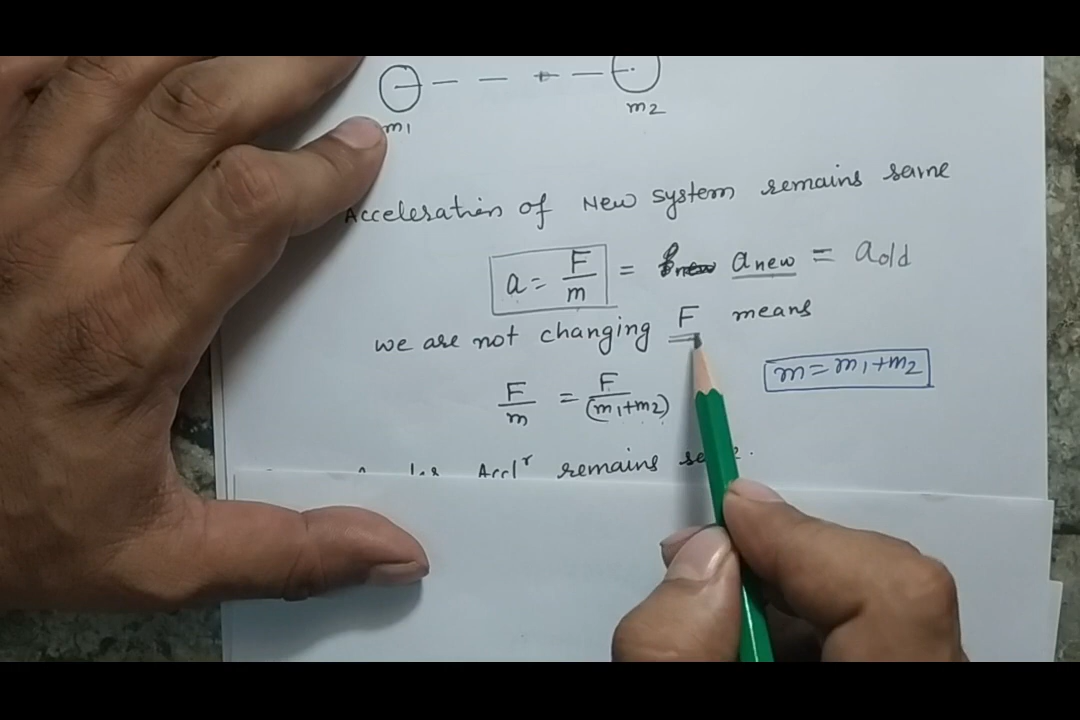 m1 m2
Acceleration of New system remains same
a = F/m = anew = aold
we are not changing F means
F/m = F/(m1+m2) m = m1+m2
remains